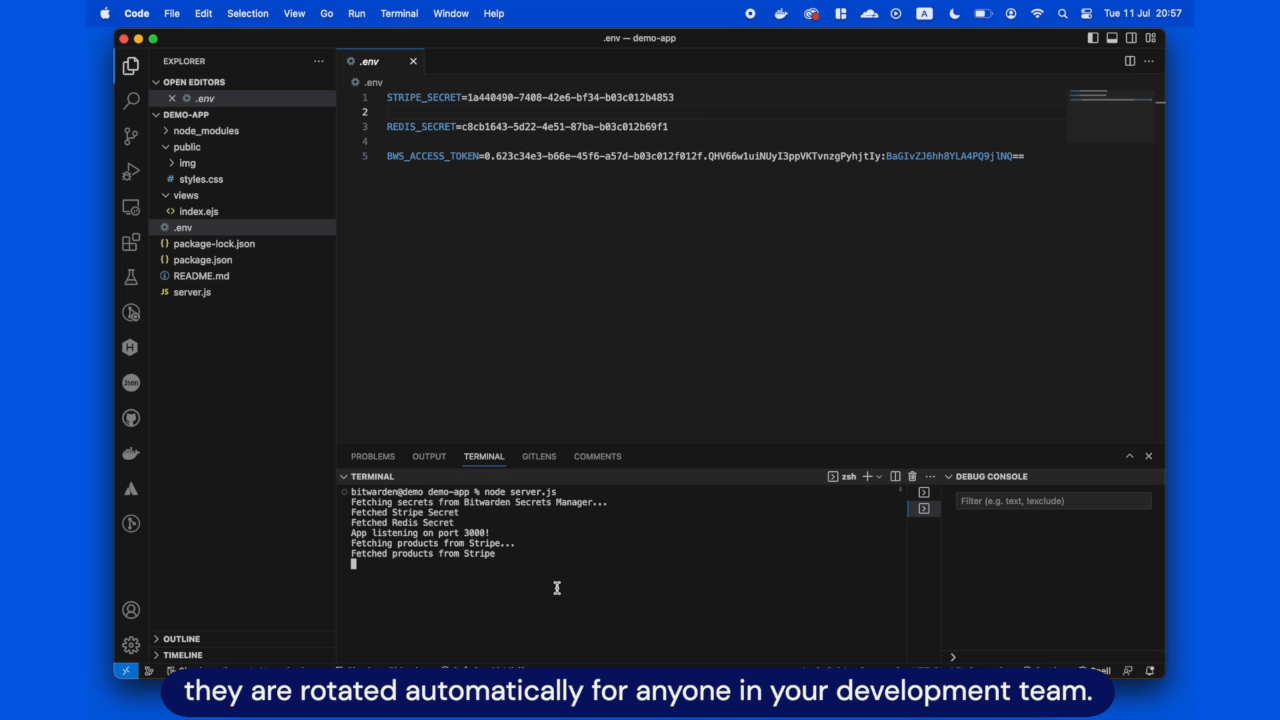 Code File Edit Selection View Go Run Terminal Window Help
A
Tue 11 Jul 20:57
.env — demo-app
EXPLORER
OPEN EDITORS
.env
DEMO-APP
node_modules
public
img
# styles.css
views
<> index.ejs
.env
{} package-lock.json
{} package.json
README.md
JS server.js
OUTLINE
TIMELINE
H
Json
.env
.env
1 STRIPE_SECRET=1a440490-7408-42e6-bf34-b03c012b4853
2
3 REDIS_SECRET=c8cb1643-5d22-4e51-87ba-b03c012b69f1
4
5 BWS_ACCESS_TOKEN=0.623c34e3-b66e-45f6-a57d-b03c012f012f.QHV66w1uiNUyI3ppVKTvnzgPyhjtIy:BaGIvZJ6hh8YLA4PQ9jlNQ==
PROBLEMS OUTPUT TERMINAL GITLENS COMMENTS
TERMINAL
zsh
DEBUG CONSOLE
Filter (e.g. text, !exclude)
bitwarden@demo demo-app % node server.js
Fetching secrets from Bitwarden Secrets Manager...
Fetched Stripe Secret
Fetched Redis Secret
App listening on port 3000!
Fetching products from Stripe...
Fetched products from Stripe
they are rotated automatically for anyone in your development team.